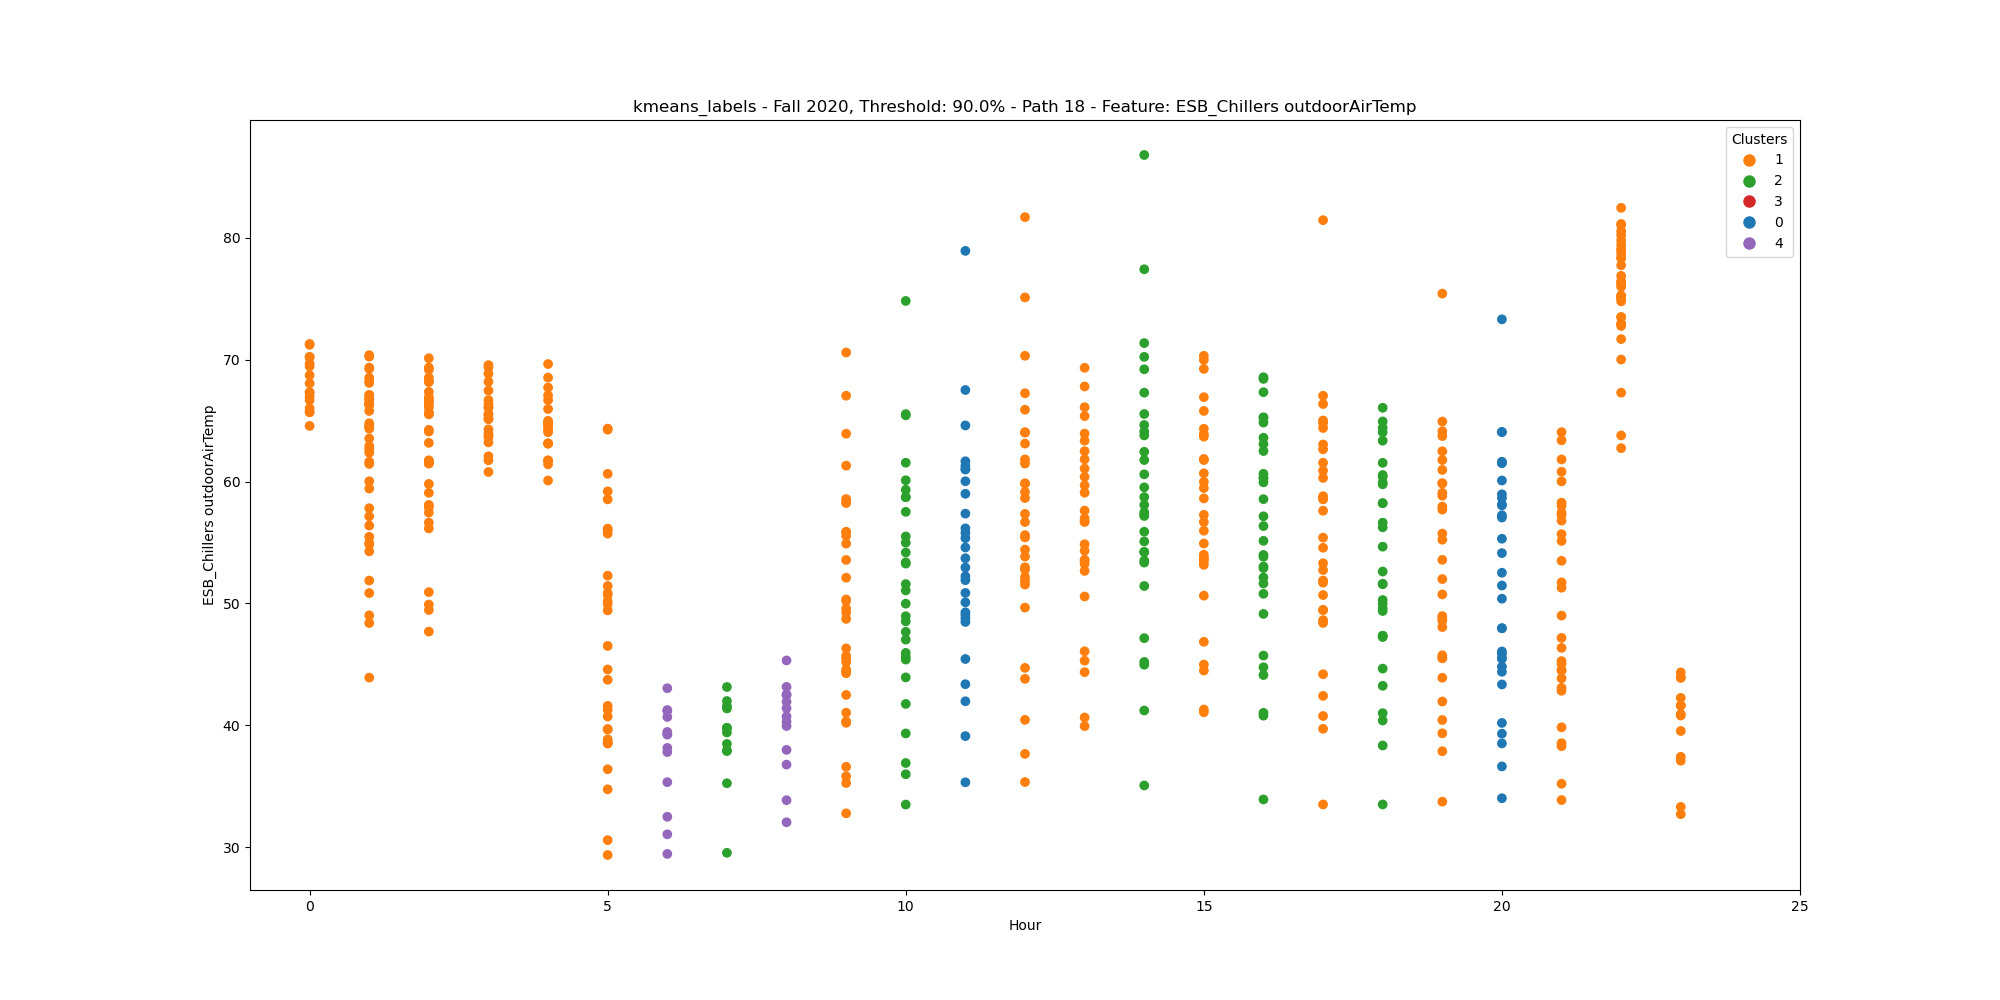 kmeans_labels - Fall 2020, Threshold: 90.0% - Path 18 - Feature: ESB_Chillers outdoorAirTemp
Clusters
1
2
3
0
4
ESB_Chillers outdoorAirTemp
80
70
60
50
40
30
0 5 10 15 20 25
Hour